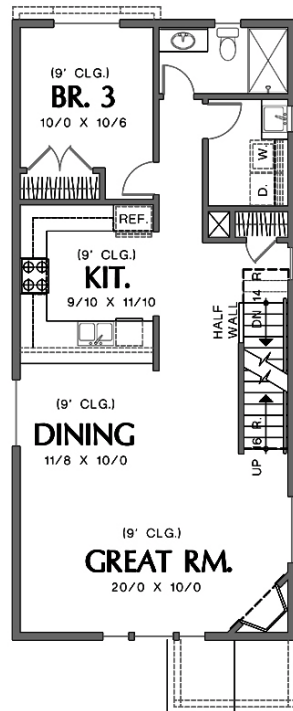 (9' CLG.)
BR. 3
10/0 X 10/6
W.
D.
REF.
(9' CLG.)
KIT.
9/10 X 11/10
HALF
WALL
DN 14 R.
(9' CLG.)
DINING
11/8 X 10/0
UP 16 R.
(9' CLG.)
GREAT RM.
20/0 X 10/0